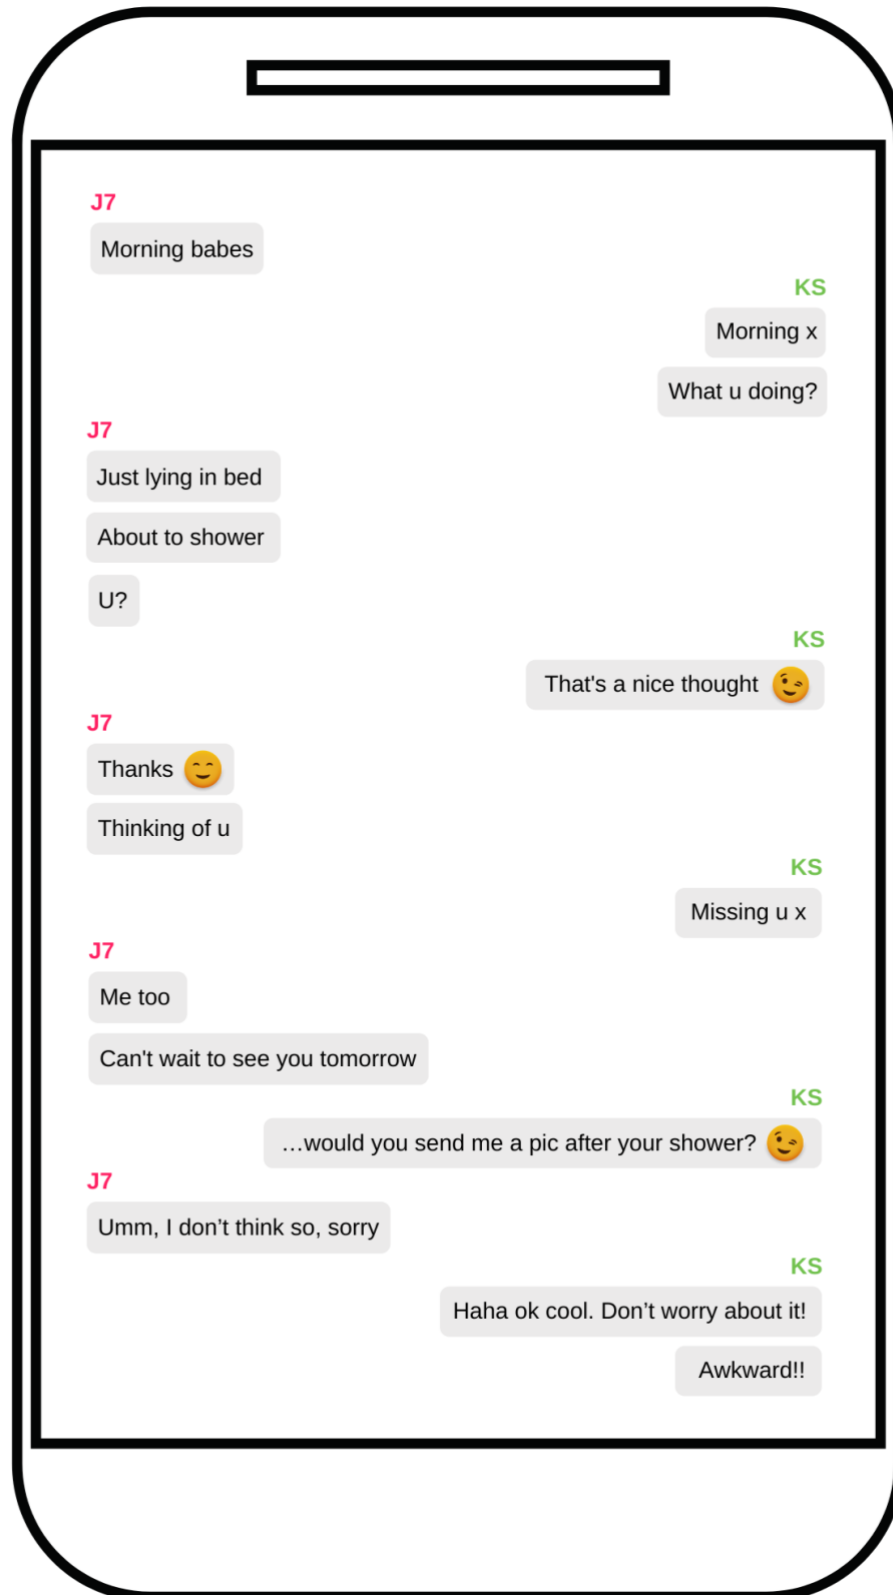 J7
Morning babes
KS
Morning x
What u doing?
J7
Just lying in bed
About to shower
U?
KS
That's a nice thought 😉
J7
Thanks 😊
Thinking of u
KS
Missing u x
J7
Me too
Can't wait to see you tomorrow
KS
…would you send me a pic after your shower? 😉
J7
Umm, I don’t think so, sorry
KS
Haha ok cool. Don’t worry about it!
Awkward!!